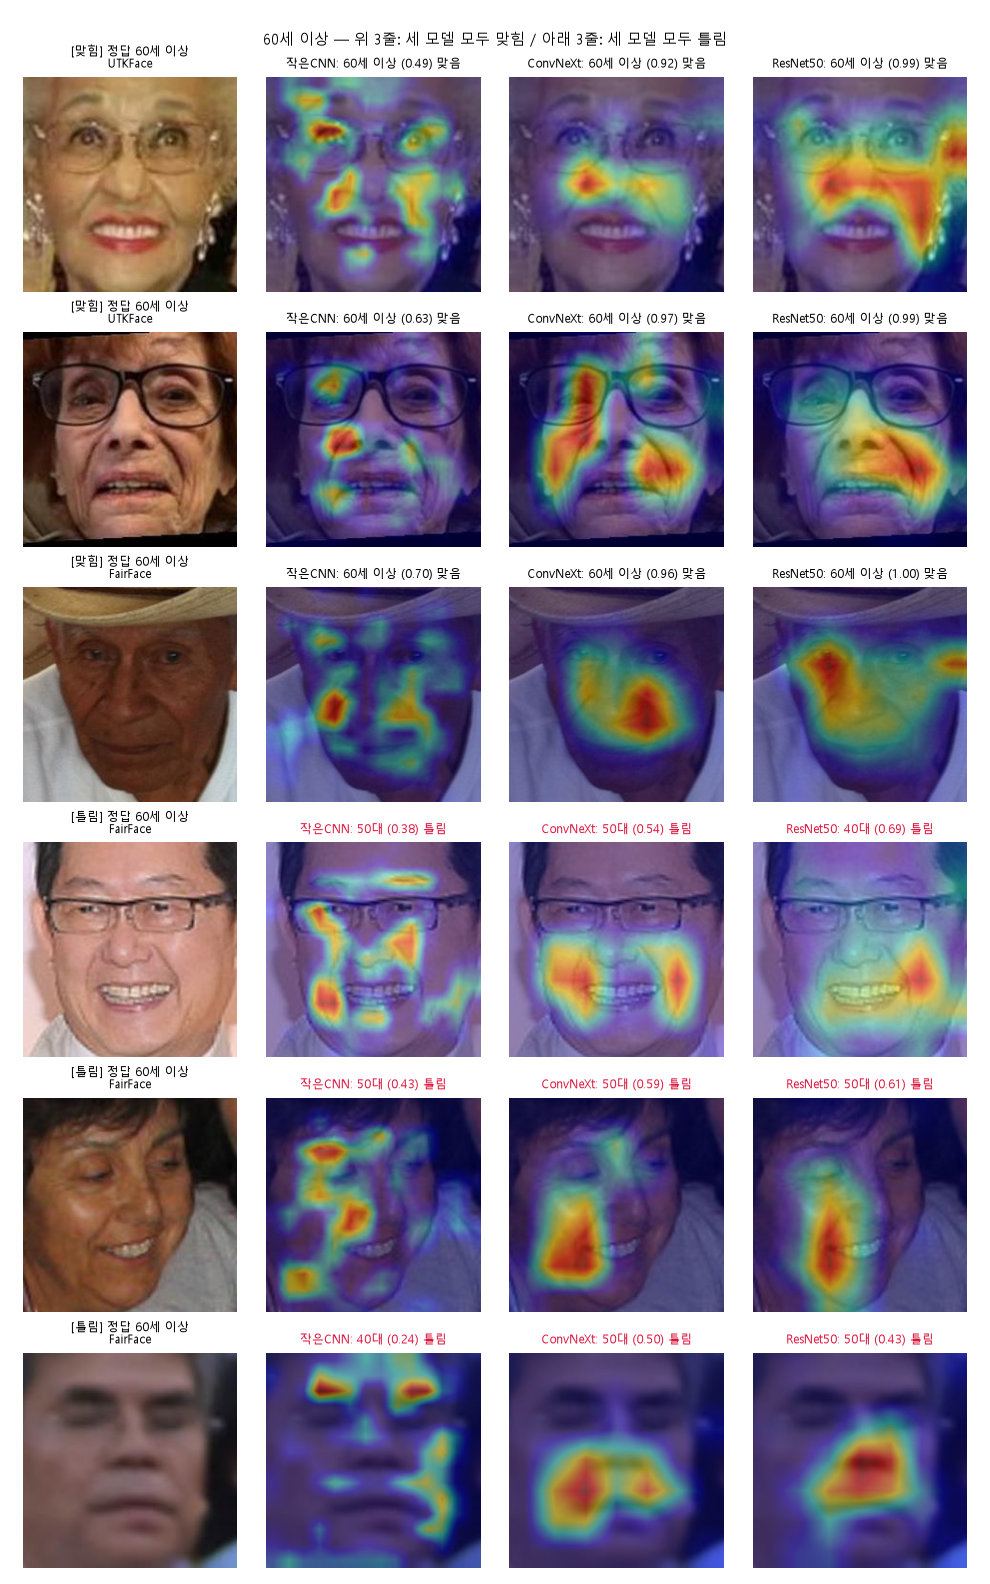 60세 이상 — 위 3줄: 세 모델 모두 맞힘 / 아래 3줄: 세 모델 모두 틀림
[맞힘] 정답 60세 이상
UTKFace
작은CNN: 60세 이상 (0.49) 맞음
ConvNeXt: 60세 이상 (0.92) 맞음
ResNet50: 60세 이상 (0.99) 맞음
[맞힘] 정답 60세 이상
UTKFace
작은CNN: 60세 이상 (0.63) 맞음
ConvNeXt: 60세 이상 (0.97) 맞음
ResNet50: 60세 이상 (0.99) 맞음
[맞힘] 정답 60세 이상
FairFace
작은CNN: 60세 이상 (0.70) 맞음
ConvNeXt: 60세 이상 (0.96) 맞음
ResNet50: 60세 이상 (1.00) 맞음
[틀림] 정답 60세 이상
FairFace
작은CNN: 50대 (0.38) 틀림
ConvNeXt: 50대 (0.54) 틀림
ResNet50: 40대 (0.69) 틀림
[틀림] 정답 60세 이상
FairFace
작은CNN: 50대 (0.43) 틀림
ConvNeXt: 50대 (0.59) 틀림
ResNet50: 50대 (0.61) 틀림
[틀림] 정답 60세 이상
FairFace
작은CNN: 40대 (0.24) 틀림
ConvNeXt: 50대 (0.50) 틀림
ResNet50: 50대 (0.43) 틀림